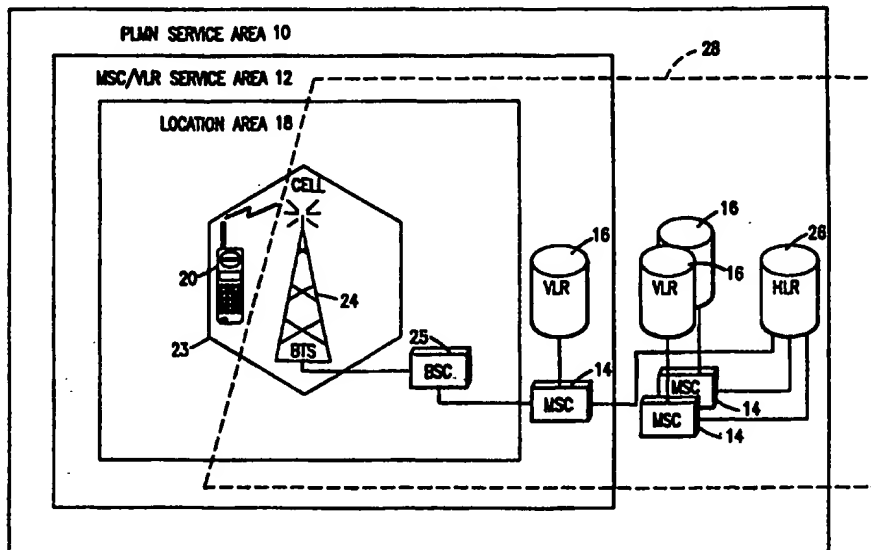 PLMN SERVICE AREA 10
28
MSC/VLR SERVICE AREA 12
LOCATION AREA 18
CELL
16
16
26
20
24
VLR
VLR
16
HLR
23
BTS
25
BSC
14
MSC
MSC
14
MSC
14